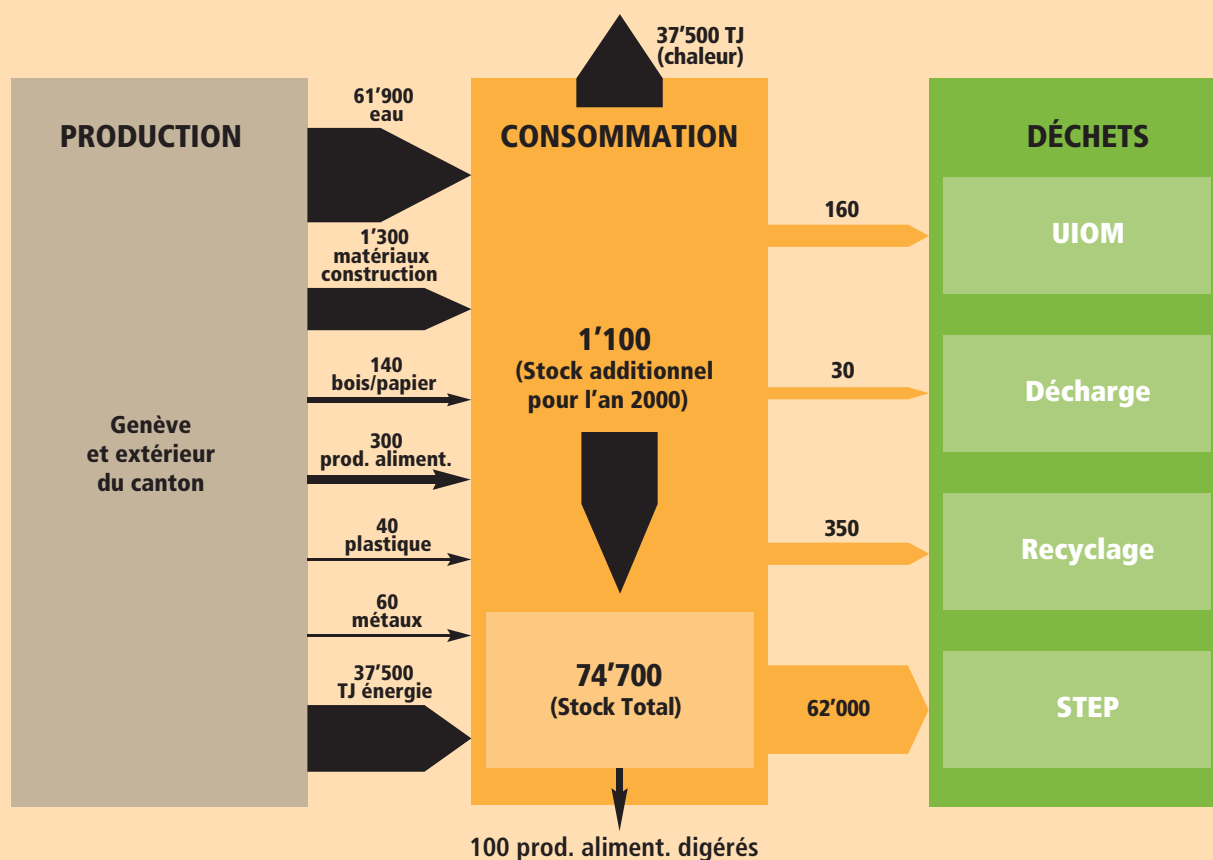 37’500 TJ
(chaleur)
PRODUCTION
Genève
et extérieur
du canton
61’900
eau
1’300
matériaux
construction
140
bois/papier
300
prod. aliment.
40
plastique
60
métaux
37’500
TJ énergie
CONSOMMATION
1’100
(Stock additionnel
pour l’an 2000)
74’700
(Stock Total)
100 prod. aliment. digérés
160
30
350
62’000
DÉCHETS
UIOM
Décharge
Recyclage
STEP